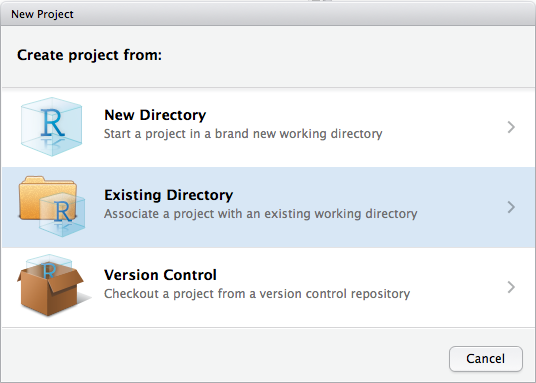 New Project
Create project from:
R
New Directory
Start a project in a brand new working directory
R
Existing Directory
Associate a project with an existing working directory
R
Version Control
Checkout a project from a version control repository
Cancel